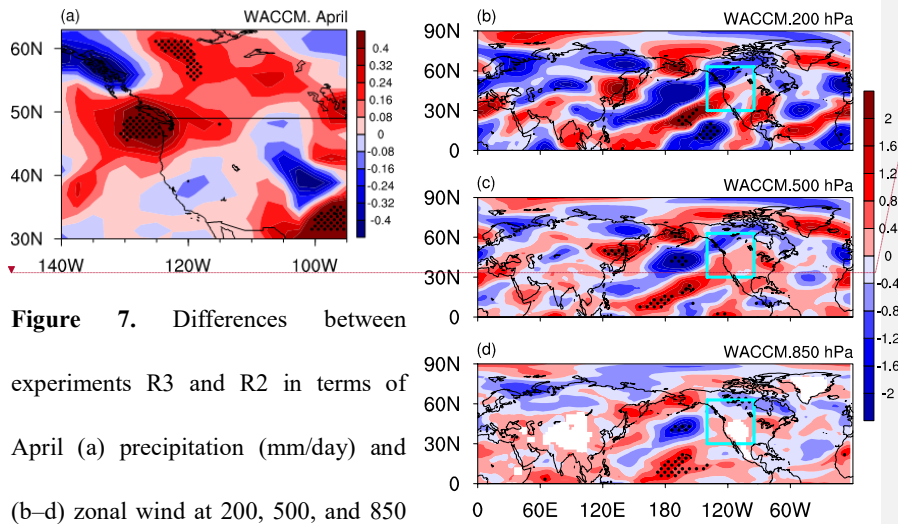 (a) WACCM. April
60N
50N
40N
30N
140W 120W 100W
0.4
0.32
0.24
0.16
0.08
0
-0.08
-0.16
-0.24
-0.32
-0.4
Figure 7. Differences between
experiments R3 and R2 in terms of
April (a) precipitation (mm/day) and
(b–d) zonal wind at 200, 500, and 850
(b) WACCM.200 hPa
90N
60N
30N
0
(c) WACCM.500 hPa
90N
60N
30N
0
(d) WACCM.850 hPa
90N
60N
30N
0
0 60E 120E 180 120W 60W
2
1.6
1.2
0.8
0.4
0
-0.4
-0.8
-1.2
-1.6
-2